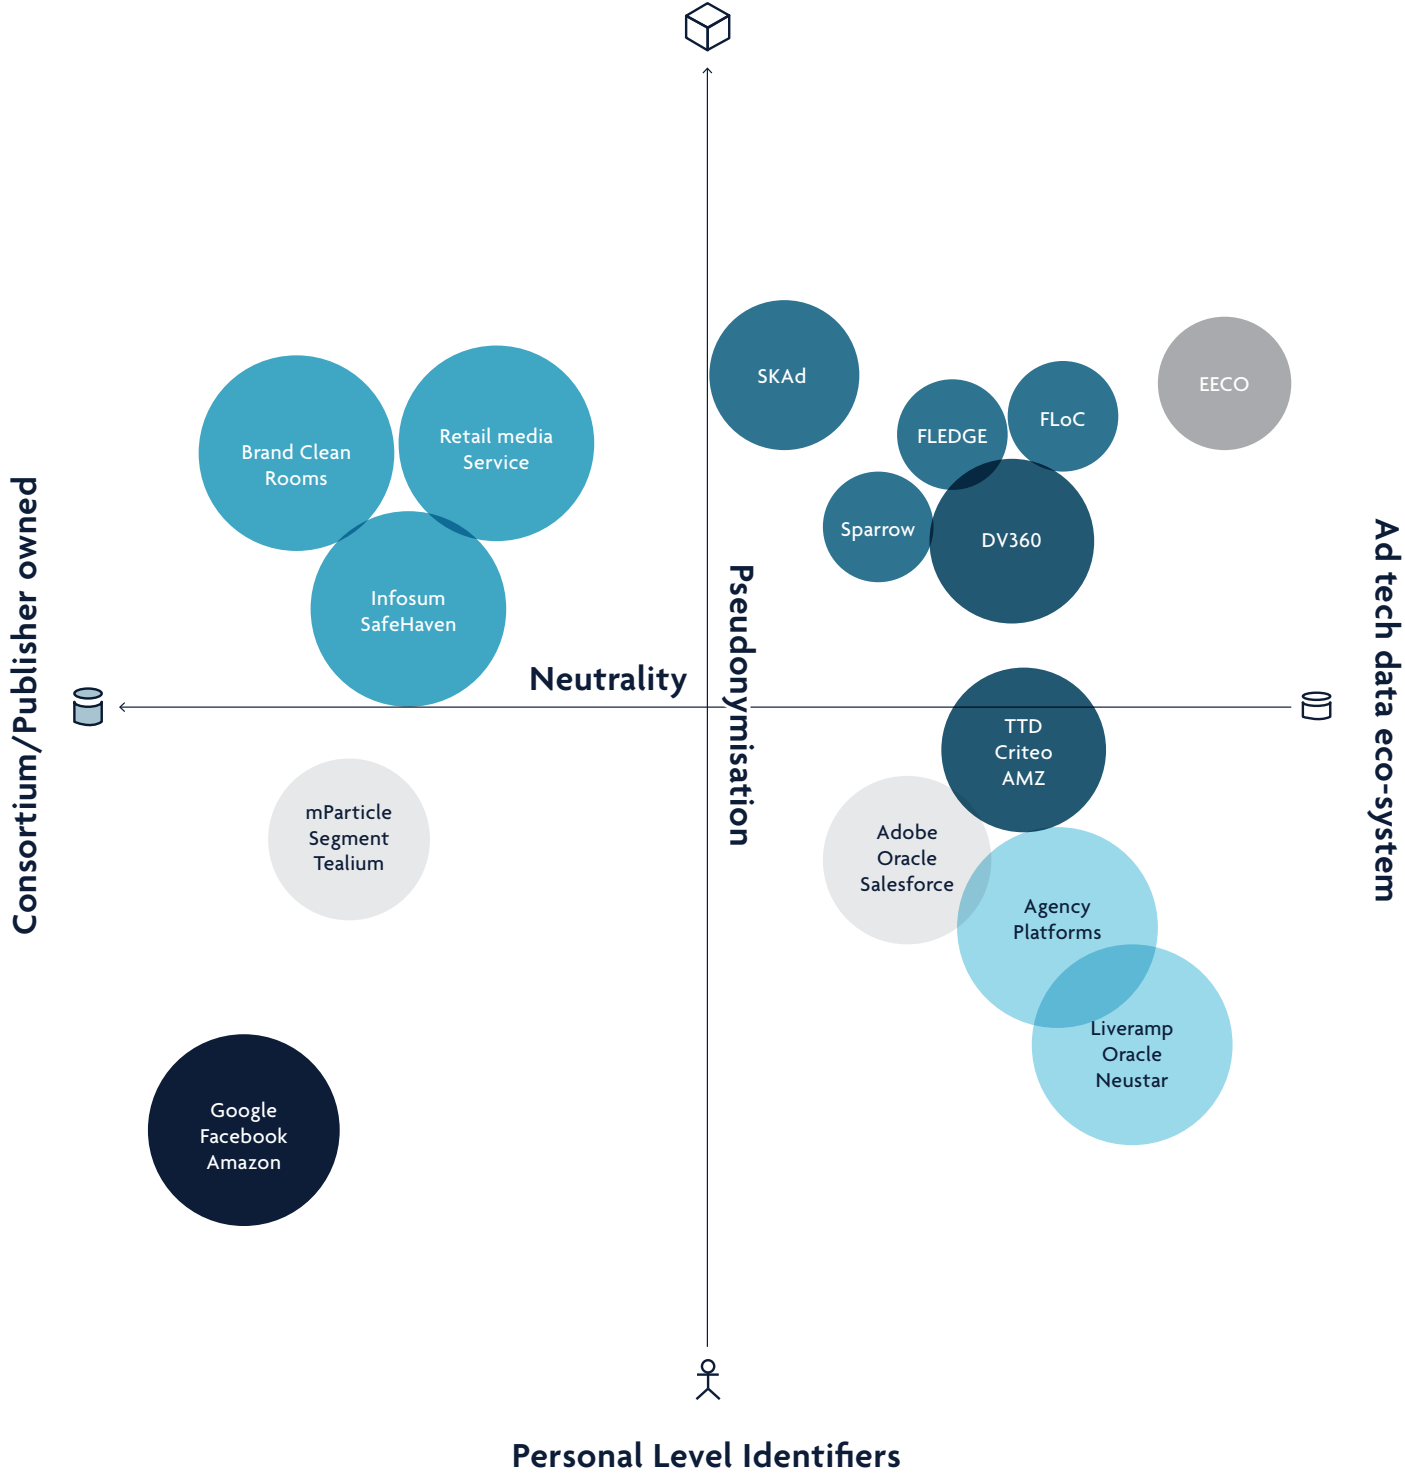 SKAd
EECO
FLoC
FLEDGE
Retail media
Service
Brand Clean
Rooms
Sparrow
DV360
Infosum
SafeHaven
Consortium/Publisher owned
Neutrality
Pseudonymisation
Ad tech data eco-system
TTD
Criteo
AMZ
mParticle
Segment
Tealium
Adobe
Oracle
Salesforce
Agency
Platforms
Liveramp
Oracle
Neustar
Google
Facebook
Amazon
Personal Level Identifiers